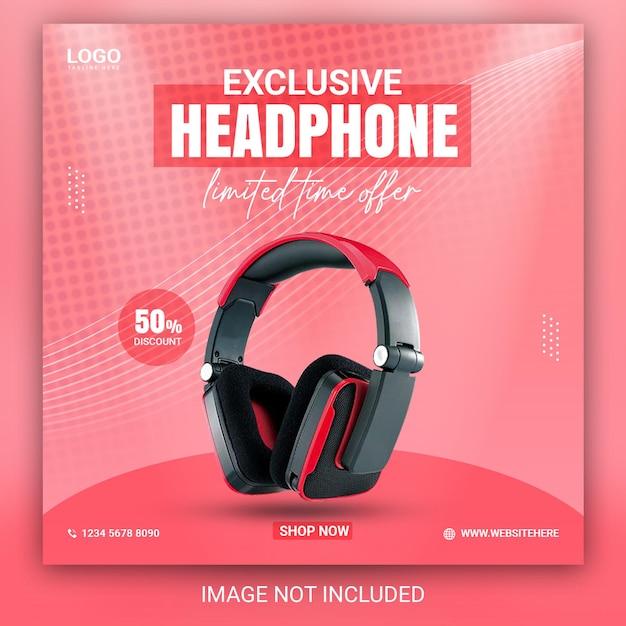 LOGO
TAGLINE HERE
EXCLUSIVE
HEADPHONE
limited time offer
50%
DISCOUNT
SHOP NOW
1234 5678 8090
WWW.WEBSITEHERE
IMAGE NOT INCLUDED